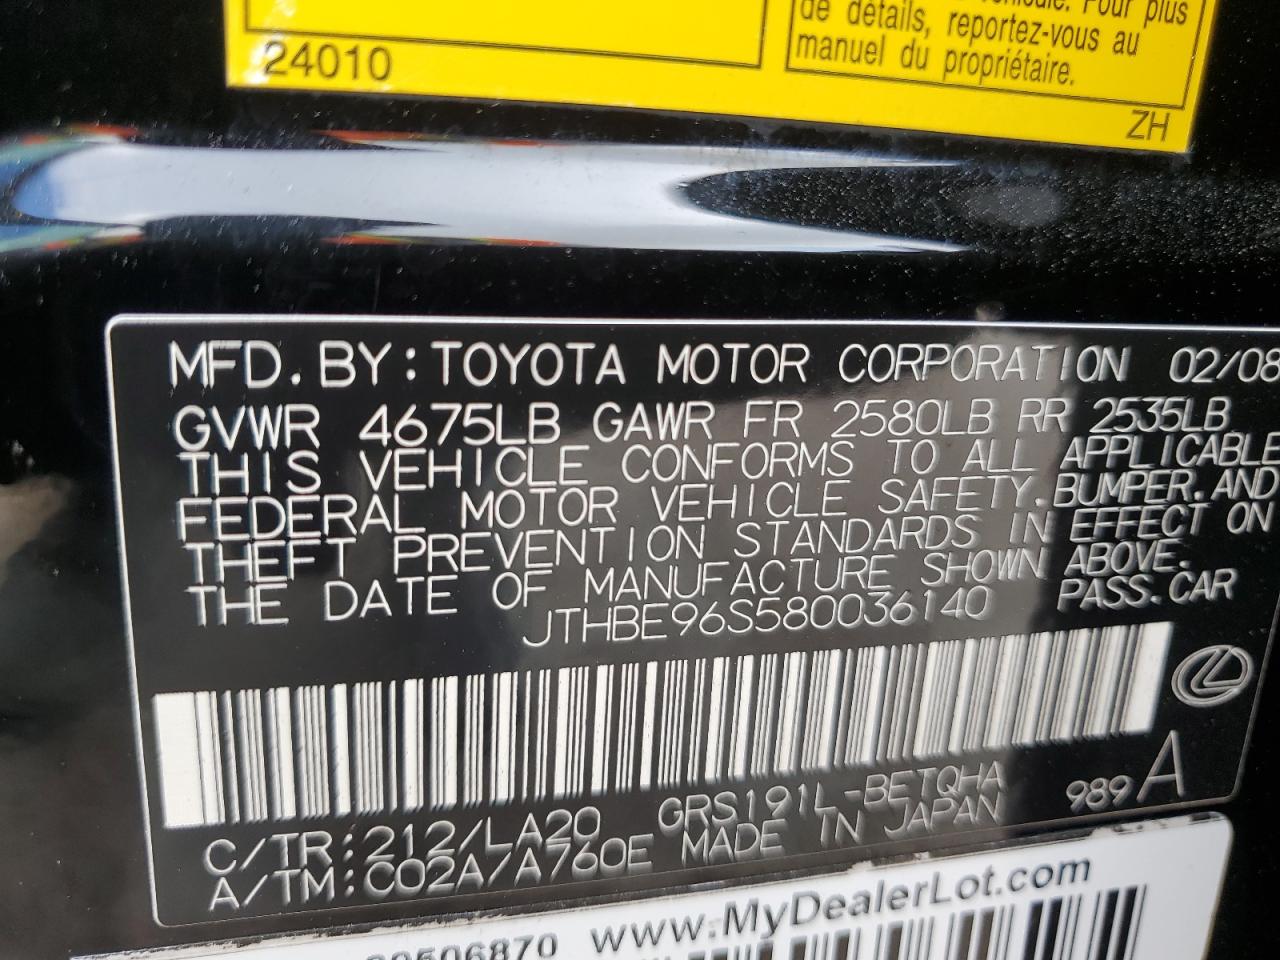 24010
véhicule. Pour plus
de détails, reportez-vous au
manuel du propriétaire.
ZH
MFD. BY: TOYOTA MOTOR CORPORATION 02/08
GVWR 4675LB GAWR FR 2580LB RR 2535LB
THIS VEHICLE CONFORMS TO ALL APPLICABLE
FEDERAL MOTOR VEHICLE SAFETY, BUMPER, AND
THEFT PREVENTION STANDARDS IN EFFECT ON
THE DATE OF MANUFACTURE SHOWN ABOVE.
JTHBE96S580036140 PASS. CAR
GRS191L-BETQHA 989 A
C/TR: 212/LA20 MADE IN JAPAN
A/TM: C02A/A760E
www.MyDealerLot.com